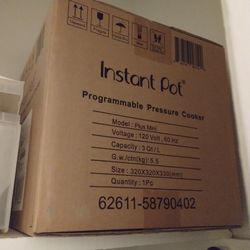 Instant Pot®
Programmable Pressure Cooker
Model : Plus Mini
Voltage : 120 Volt , 60 Hz
Capacity : 3 Qt / L
G.w./ctn(kg) : 5.5
Size : 320X320X330(mm)
Quantity : 1Pc
62611-58790402